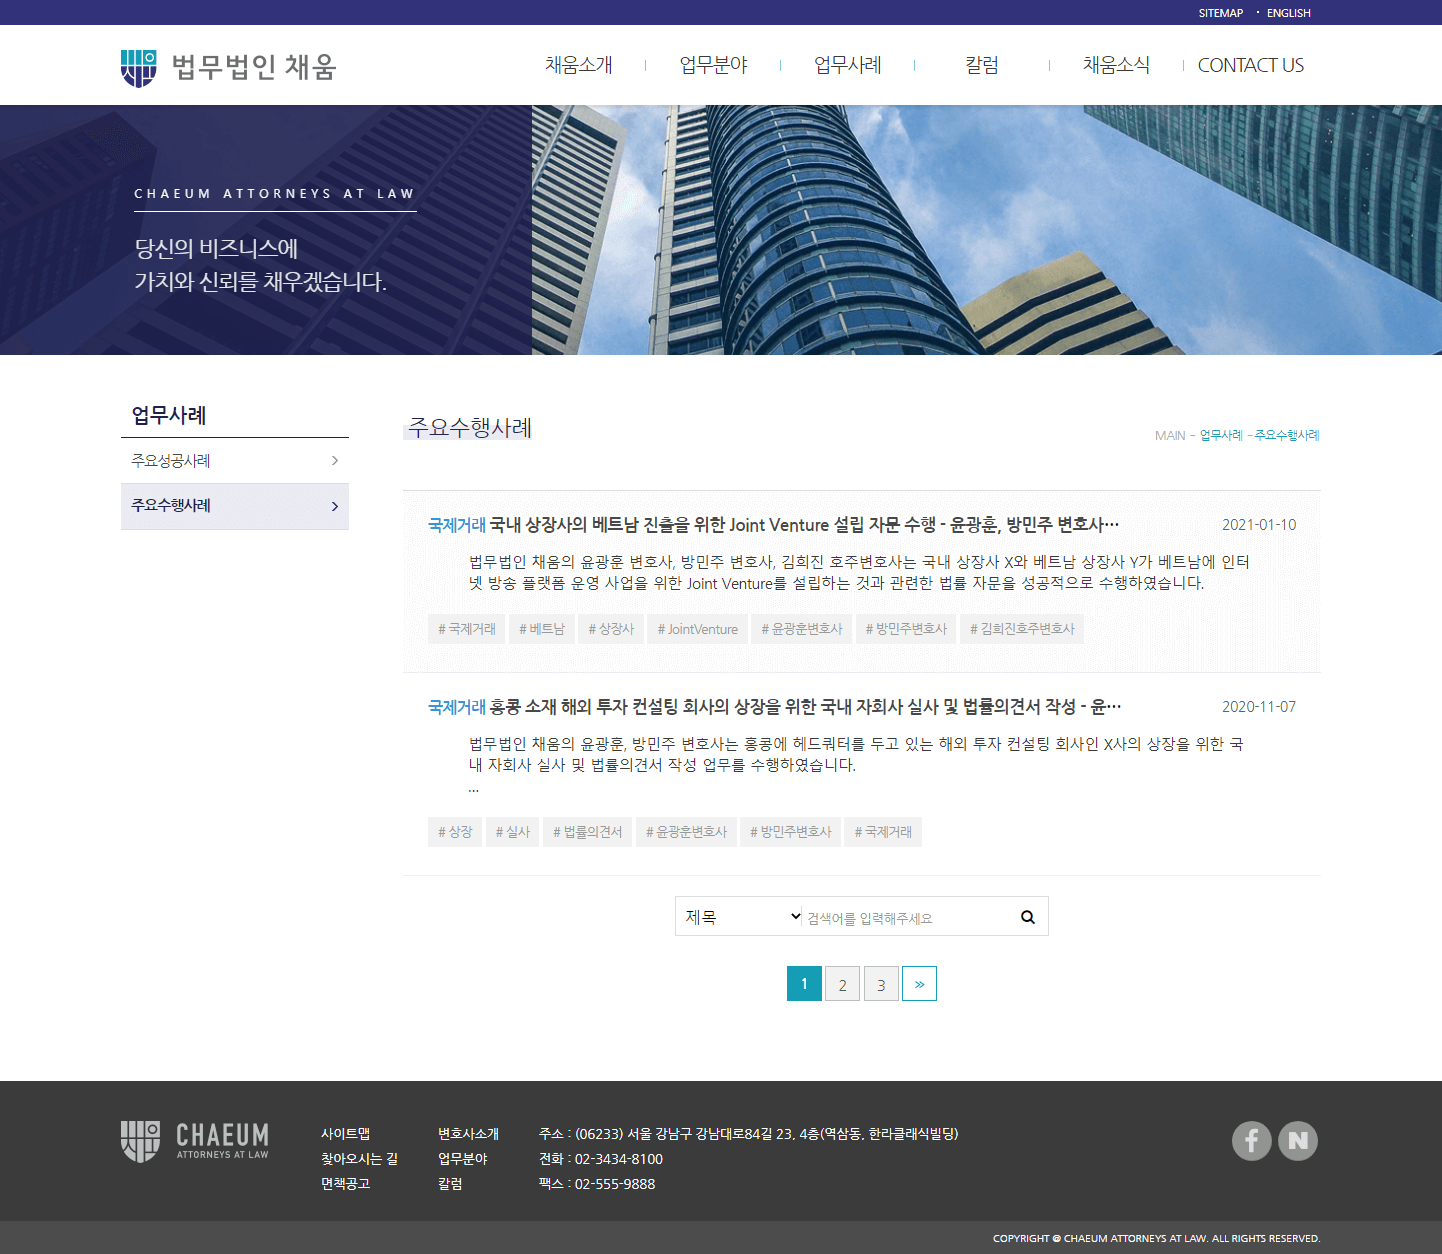 SITEMAP · ENGLISH
법무법인 채움
채움소개 업무분야 업무사례 칼럼 채움소식 CONTACT US
CHAEUM ATTORNEYS AT LAW
당신의 비즈니스에
가치와 신뢰를 채우겠습니다.
업무사례
주요성공사례
주요수행사례
주요수행사례
MAIN - 업무사례 - 주요수행사례
국제거래 국내 상장사의 베트남 진출을 위한 Joint Venture 설립 자문 수행 - 윤광훈, 방민주 변호사… 2021-01-10
법무법인 채움의 윤광훈 변호사, 방민주 변호사, 김희진 호주변호사는 국내 상장사 X와 베트남 상장사 Y가 베트남에 인터
넷 방송 플랫폼 운영 사업을 위한 Joint Venture를 설립하는 것과 관련한 법률 자문을 성공적으로 수행하였습니다.
# 국제거래 # 베트남 # 상장사 # JointVenture # 윤광훈변호사 # 방민주변호사 # 김희진호주변호사
국제거래 홍콩 소재 해외 투자 컨설팅 회사의 상장을 위한 국내 자회사 실사 및 법률의견서 작성 - 윤… 2020-11-07
법무법인 채움의 윤광훈, 방민주 변호사는 홍콩에 헤드쿼터를 두고 있는 해외 투자 컨설팅 회사인 X사의 상장을 위한 국
내 자회사 실사 및 법률의견서 작성 업무를 수행하였습니다.
...
# 상장 # 실사 # 법률의견서 # 윤광훈변호사 # 방민주변호사 # 국제거래
제목 검색어를 입력해주세요
1 2 3 »
CHAEUM
ATTORNEYS AT LAW
사이트맵 변호사소개 주소 : (06233) 서울 강남구 강남대로84길 23, 4층(역삼동, 한라클래식빌딩)
찾아오시는 길 업무분야 전화 : 02-3434-8100
면책공고 칼럼 팩스 : 02-555-9888
f N
COPYRIGHT @ CHAEUM ATTORNEYS AT LAW. ALL RIGHTS RESERVED.